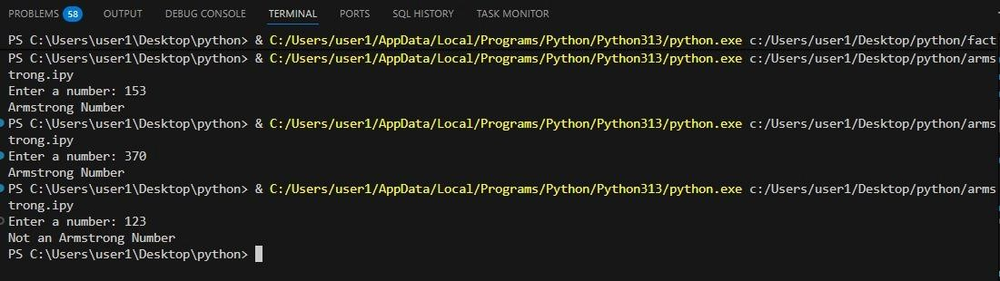 PROBLEMS 58 OUTPUT DEBUG CONSOLE TERMINAL PORTS SQL HISTORY TASK MONITOR
PS C:\Users\user1\Desktop\python> & C:/Users/user1/AppData/Local/Programs/Python/Python313/python.exe c:/Users/user1/Desktop/python/fact
PS C:\Users\user1\Desktop\python> & C:/Users/user1/AppData/Local/Programs/Python/Python313/python.exe c:/Users/user1/Desktop/python/arms
trong.ipy
Enter a number: 153
Armstrong Number
PS C:\Users\user1\Desktop\python> & C:/Users/user1/AppData/Local/Programs/Python/Python313/python.exe c:/Users/user1/Desktop/python/arms
trong.ipy
Enter a number: 370
Armstrong Number
PS C:\Users\user1\Desktop\python> & C:/Users/user1/AppData/Local/Programs/Python/Python313/python.exe c:/Users/user1/Desktop/python/arms
trong.ipy
Enter a number: 123
Not an Armstrong Number
PS C:\Users\user1\Desktop\python>